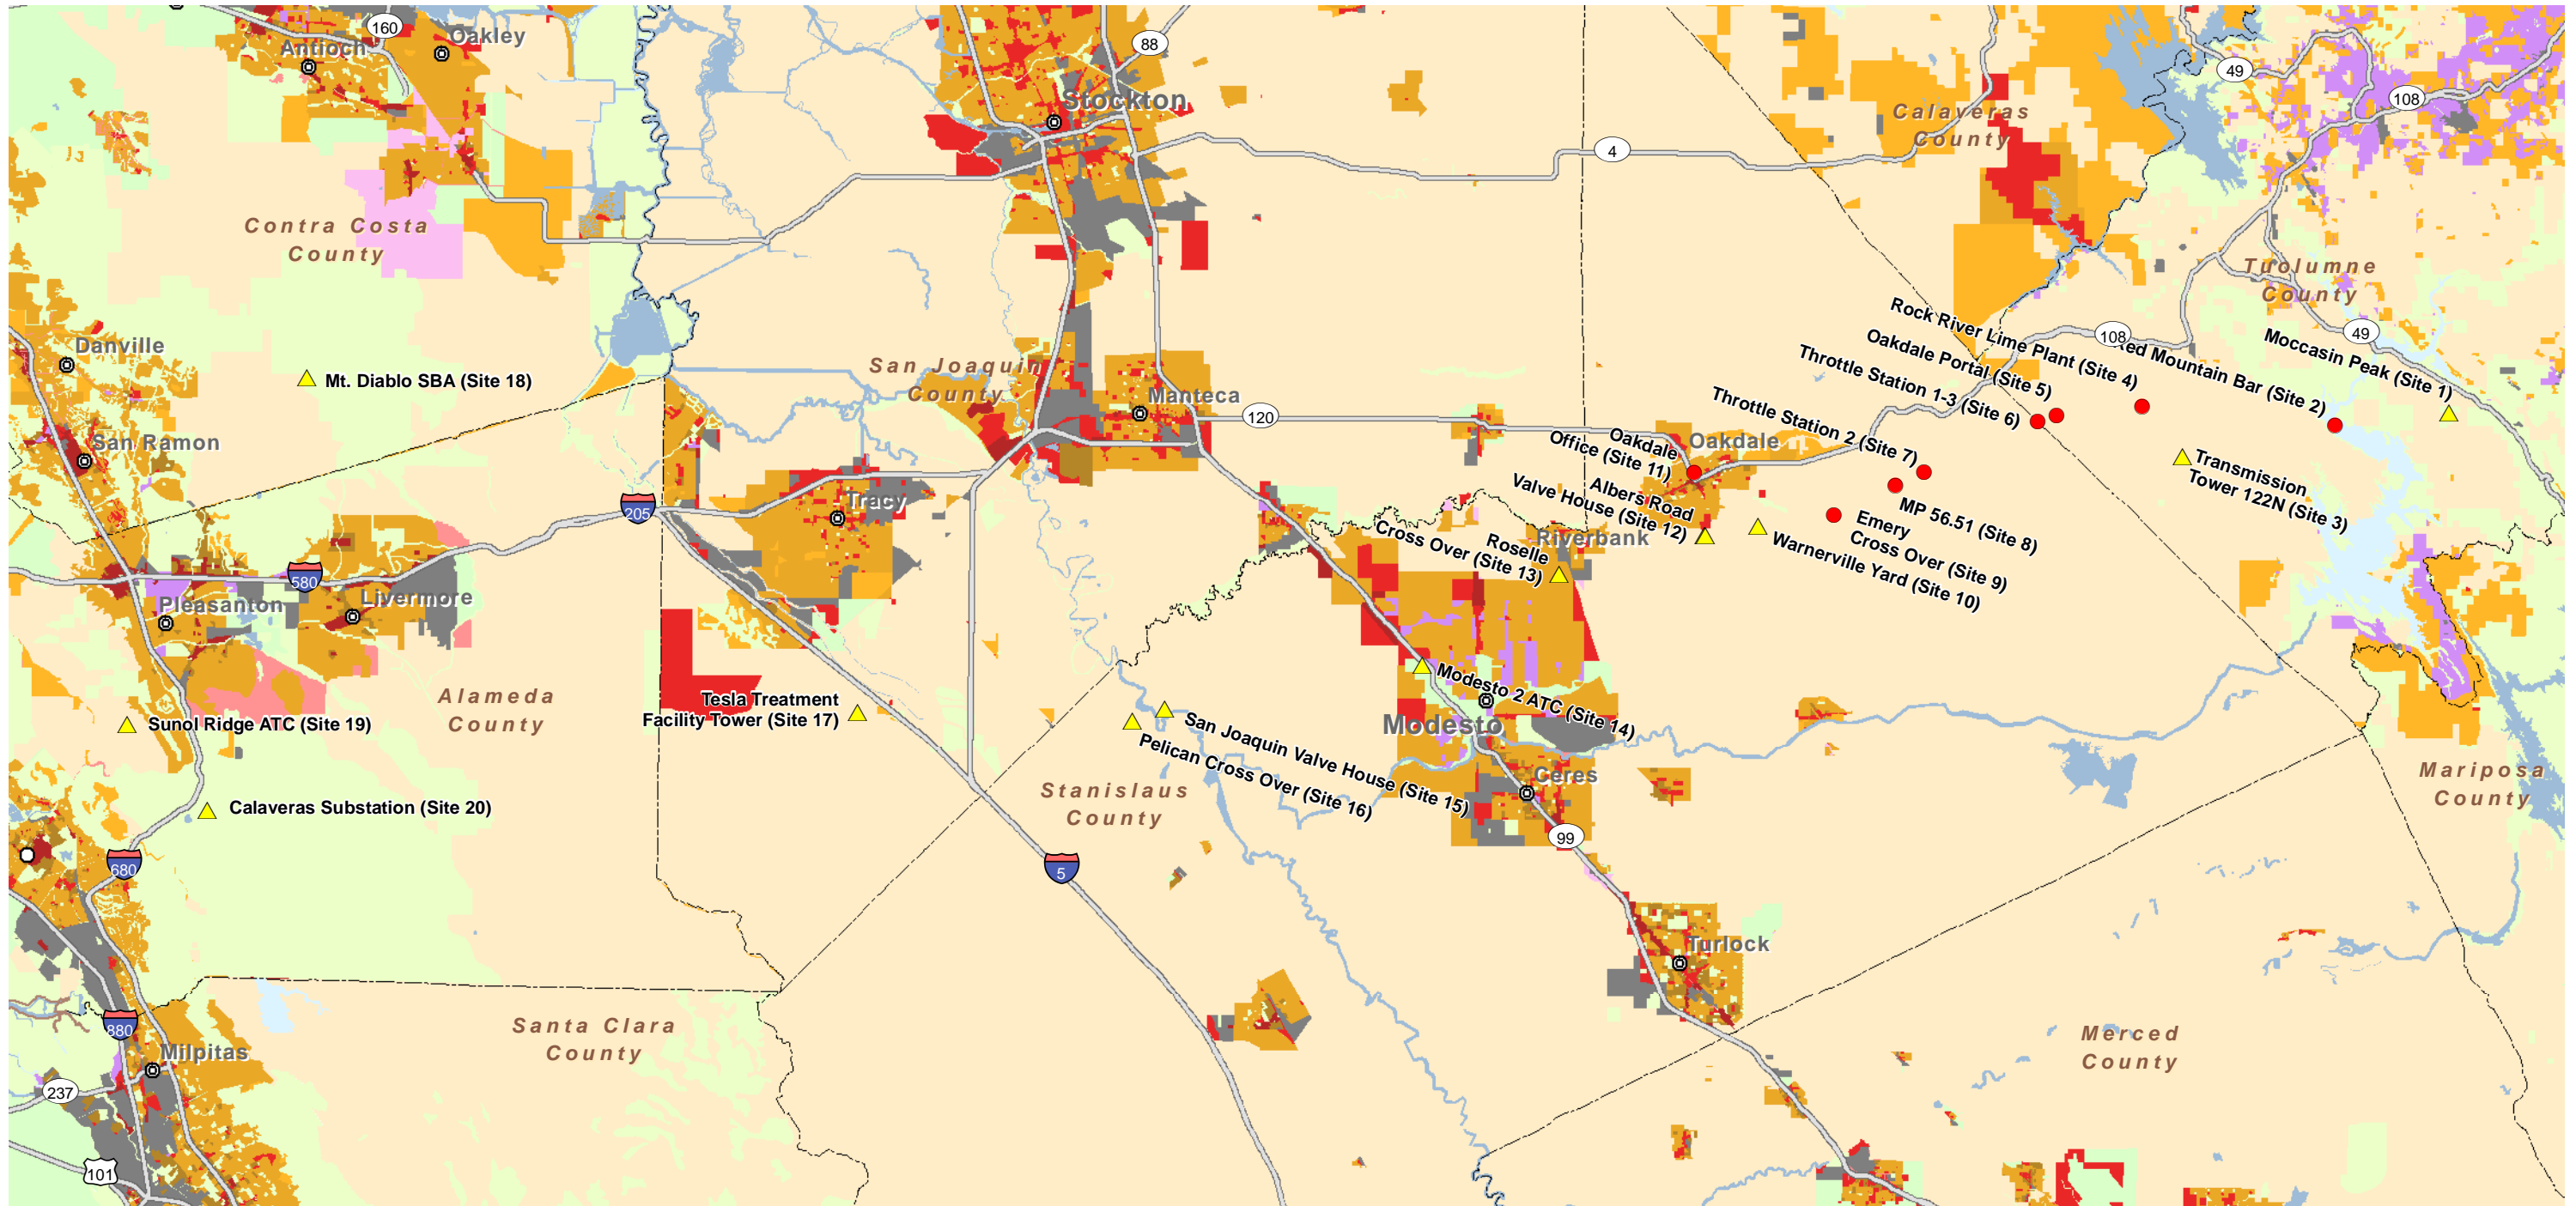 160
Oakley
Antioch
88
Stockton
49
108
Calaveras
County
4
Contra Costa
County
Tuolumne
County
Rock River Lime Plant (Site 4)
108
49
Danville
Oakdale Portal (Site 5)
Red Mountain Bar (Site 2)
Moccasin Peak (Site 1)
San Joaquin
County
Throttle Station 1-3 (Site 6)
Mt. Diablo SBA (Site 18)
Manteca
120
Throttle Station 2 (Site 7)
San Ramon
Oakdale
Office (Site 11)
Oakdale
Transmission
Tower 122N (Site 3)
205
Tracy
Albers Road
Valve House (Site 12)
MP 56.51 (Site 8)
Emery
Cross Over (Site 9)
Roselle
Cross Over (Site 13)
Riverbank
Warnerville Yard (Site 10)
580
Pleasanton
Livermore
Alameda
County
Tesla Treatment
Facility Tower (Site 17)
Modesto 2 ATC (Site 14)
Sunol Ridge ATC (Site 19)
Modesto
San Joaquin Valve House (Site 15)
Pelican Cross Over (Site 16)
Ceres
Mariposa
County
Stanislaus
County
Calaveras Substation (Site 20)
99
680
5
Turlock
880
Santa Clara
County
Merced
County
Milpitas
237
101